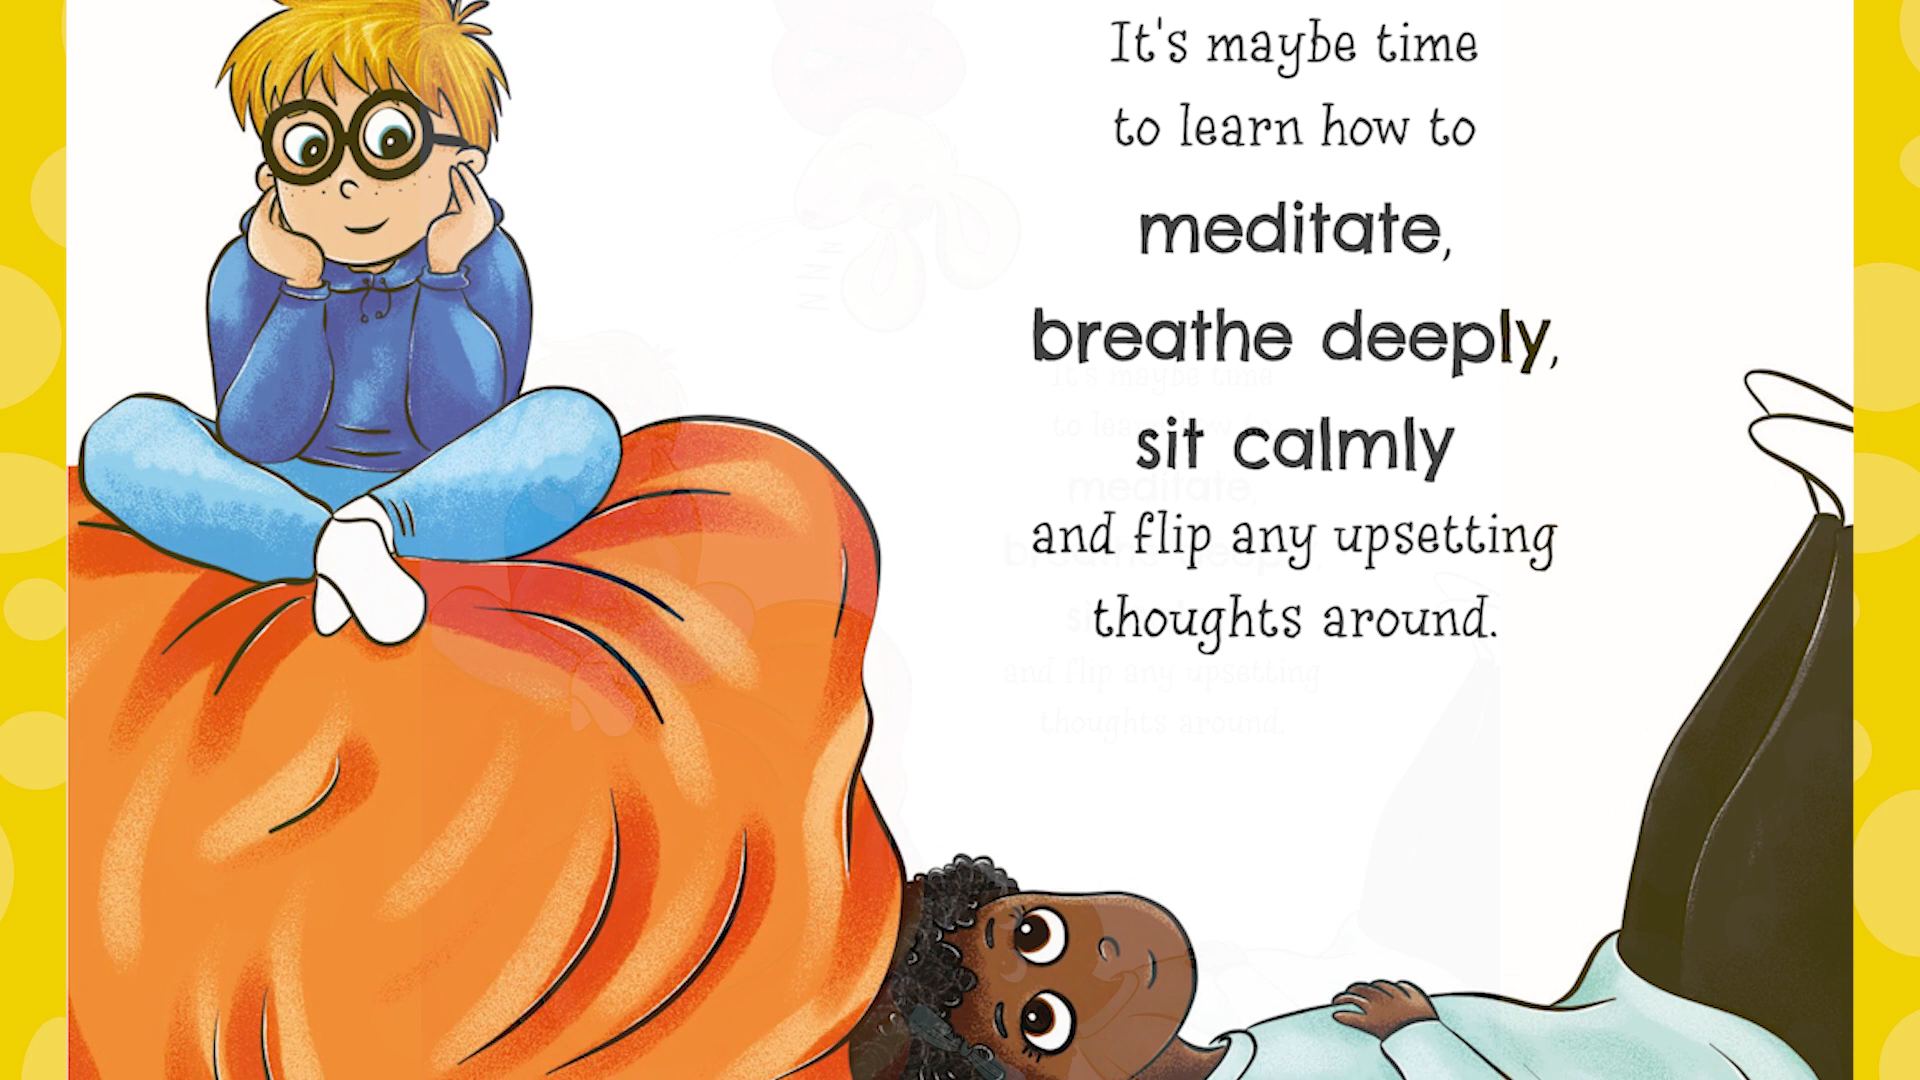 It's maybe time
to learn how to
meditate,
breathe deeply,
sit calmly
and flip any upsetting
thoughts around.